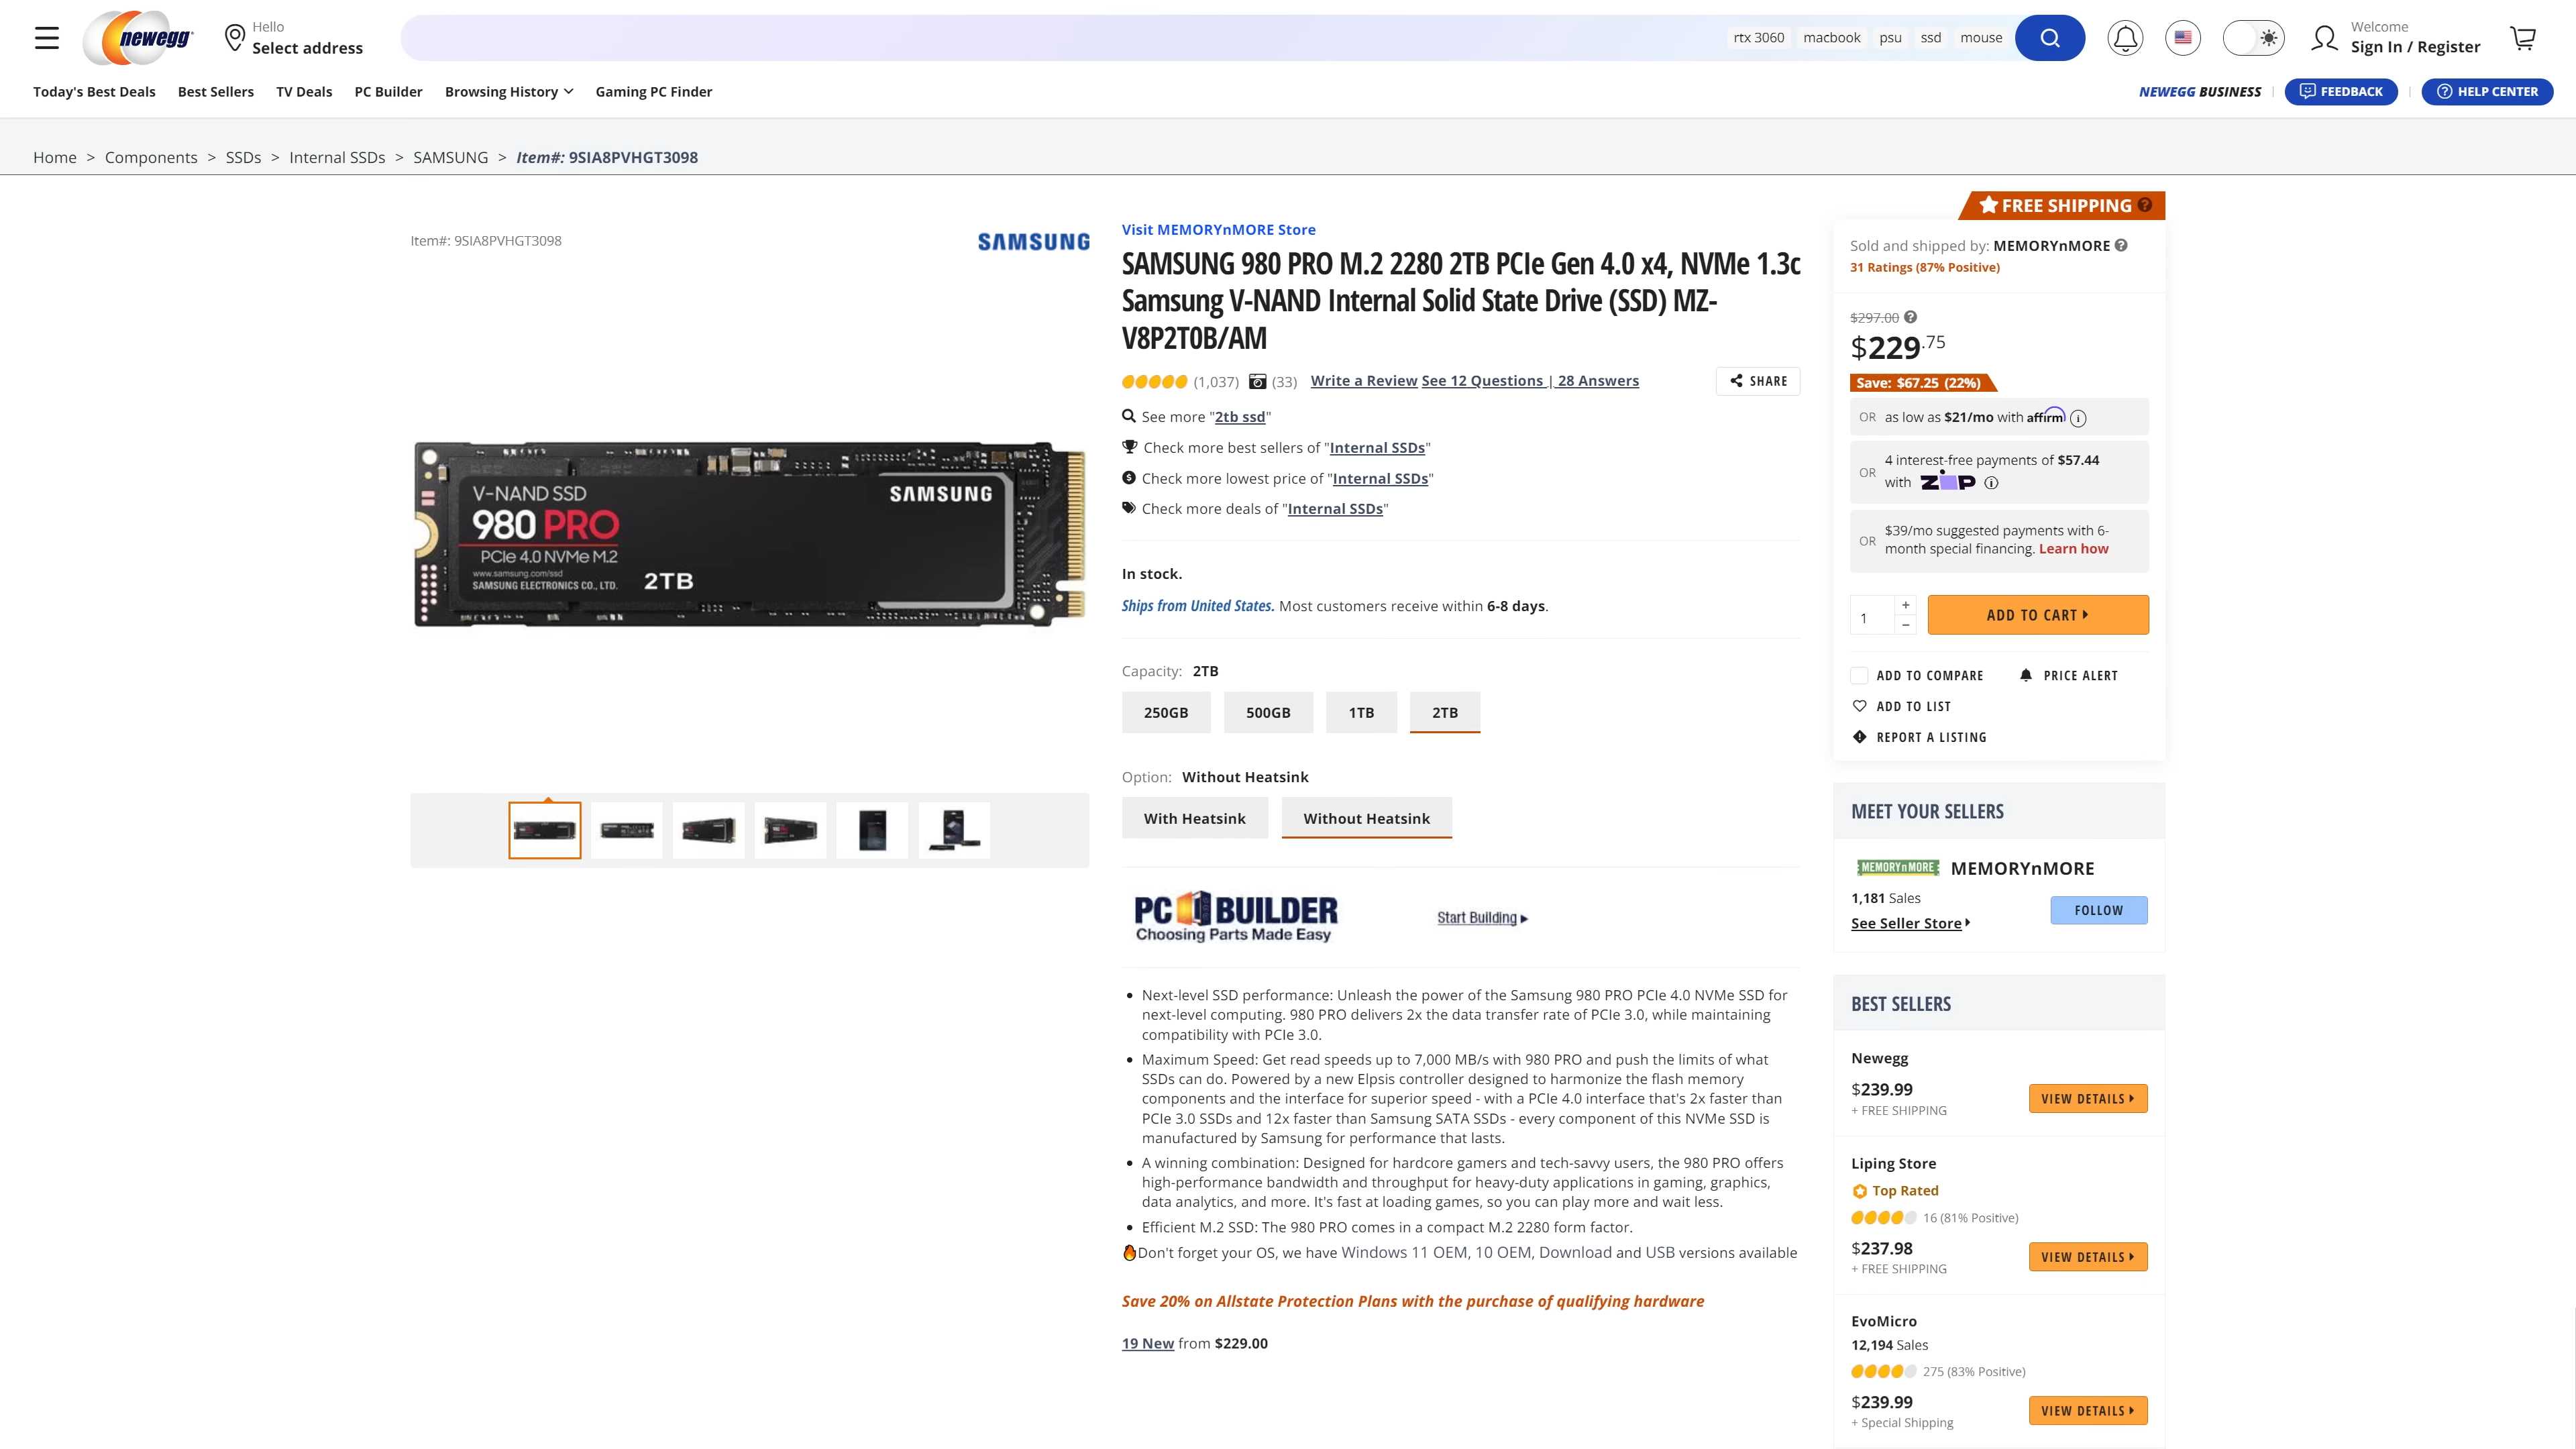 newegg
Hello
Select address
rtx 3060 macbook psu ssd mouse
Welcome
Sign In / Register
Today's Best Deals Best Sellers TV Deals PC Builder Browsing History Gaming PC Finder
NEWEGG BUSINESS FEEDBACK HELP CENTER
Home > Components > SSDs > Internal SSDs > SAMSUNG > Item#: 9SIA8PVHGT3098
Item#: 9SIA8PVHGT3098
SAMSUNG
V-NAND SSD
SAMSUNG
980 PRO
PCIe 4.0 NVMe M.2
www.samsung.com/ssd
SAMSUNG ELECTRONICS CO., LTD.
2TB
Visit MEMORYnMORE Store
SAMSUNG 980 PRO M.2 2280 2TB PCIe Gen 4.0 x4, NVMe 1.3c
Samsung V-NAND Internal Solid State Drive (SSD) MZ-
V8P2T0B/AM
(1,037) (33) Write a Review See 12 Questions | 28 Answers
SHARE
See more "2tb ssd"
Check more best sellers of "Internal SSDs"
Check more lowest price of "Internal SSDs"
Check more deals of "Internal SSDs"
In stock.
Ships from United States. Most customers receive within 6-8 days.
Capacity: 2TB
250GB 500GB 1TB 2TB
Option: Without Heatsink
With Heatsink Without Heatsink
PC BUILDER
Choosing Parts Made Easy
Start Building
• Next-level SSD performance: Unleash the power of the Samsung 980 PRO PCIe 4.0 NVMe SSD for
next-level computing. 980 PRO delivers 2x the data transfer rate of PCIe 3.0, while maintaining
compatibility with PCIe 3.0.
• Maximum Speed: Get read speeds up to 7,000 MB/s with 980 PRO and push the limits of what
SSDs can do. Powered by a new Elpsis controller designed to harmonize the flash memory
components and the interface for superior speed - with a PCIe 4.0 interface that's 2x faster than
PCIe 3.0 SSDs and 12x faster than Samsung SATA SSDs - every component of this NVMe SSD is
manufactured by Samsung for performance that lasts.
• A winning combination: Designed for hardcore gamers and tech-savvy users, the 980 PRO offers
high-performance bandwidth and throughput for heavy-duty applications in gaming, graphics,
data analytics, and more. It's fast at loading games, so you can play more and wait less.
• Efficient M.2 SSD: The 980 PRO comes in a compact M.2 2280 form factor.
🔥Don't forget your OS, we have Windows 11 OEM, 10 OEM, Download and USB versions available
Save 20% on Allstate Protection Plans with the purchase of qualifying hardware
19 New from $229.00
FREE SHIPPING
Sold and shipped by: MEMORYnMORE
31 Ratings (87% Positive)
$297.00
$229.75
Save: $67.25 (22%)
OR as low as $21/mo with affirm
OR 4 interest-free payments of $57.44
with ZIP
OR $39/mo suggested payments with 6-
month special financing. Learn how
1 + − ADD TO CART
ADD TO COMPARE PRICE ALERT
ADD TO LIST
REPORT A LISTING
MEET YOUR SELLERS
MEMORYnMORE MEMORYnMORE
1,181 Sales
See Seller Store
FOLLOW
BEST SELLERS
Newegg
$239.99
+ FREE SHIPPING
VIEW DETAILS
Liping Store
Top Rated
16 (81% Positive)
$237.98
+ FREE SHIPPING
VIEW DETAILS
EvoMicro
12,194 Sales
275 (83% Positive)
$239.99
+ Special Shipping
VIEW DETAILS